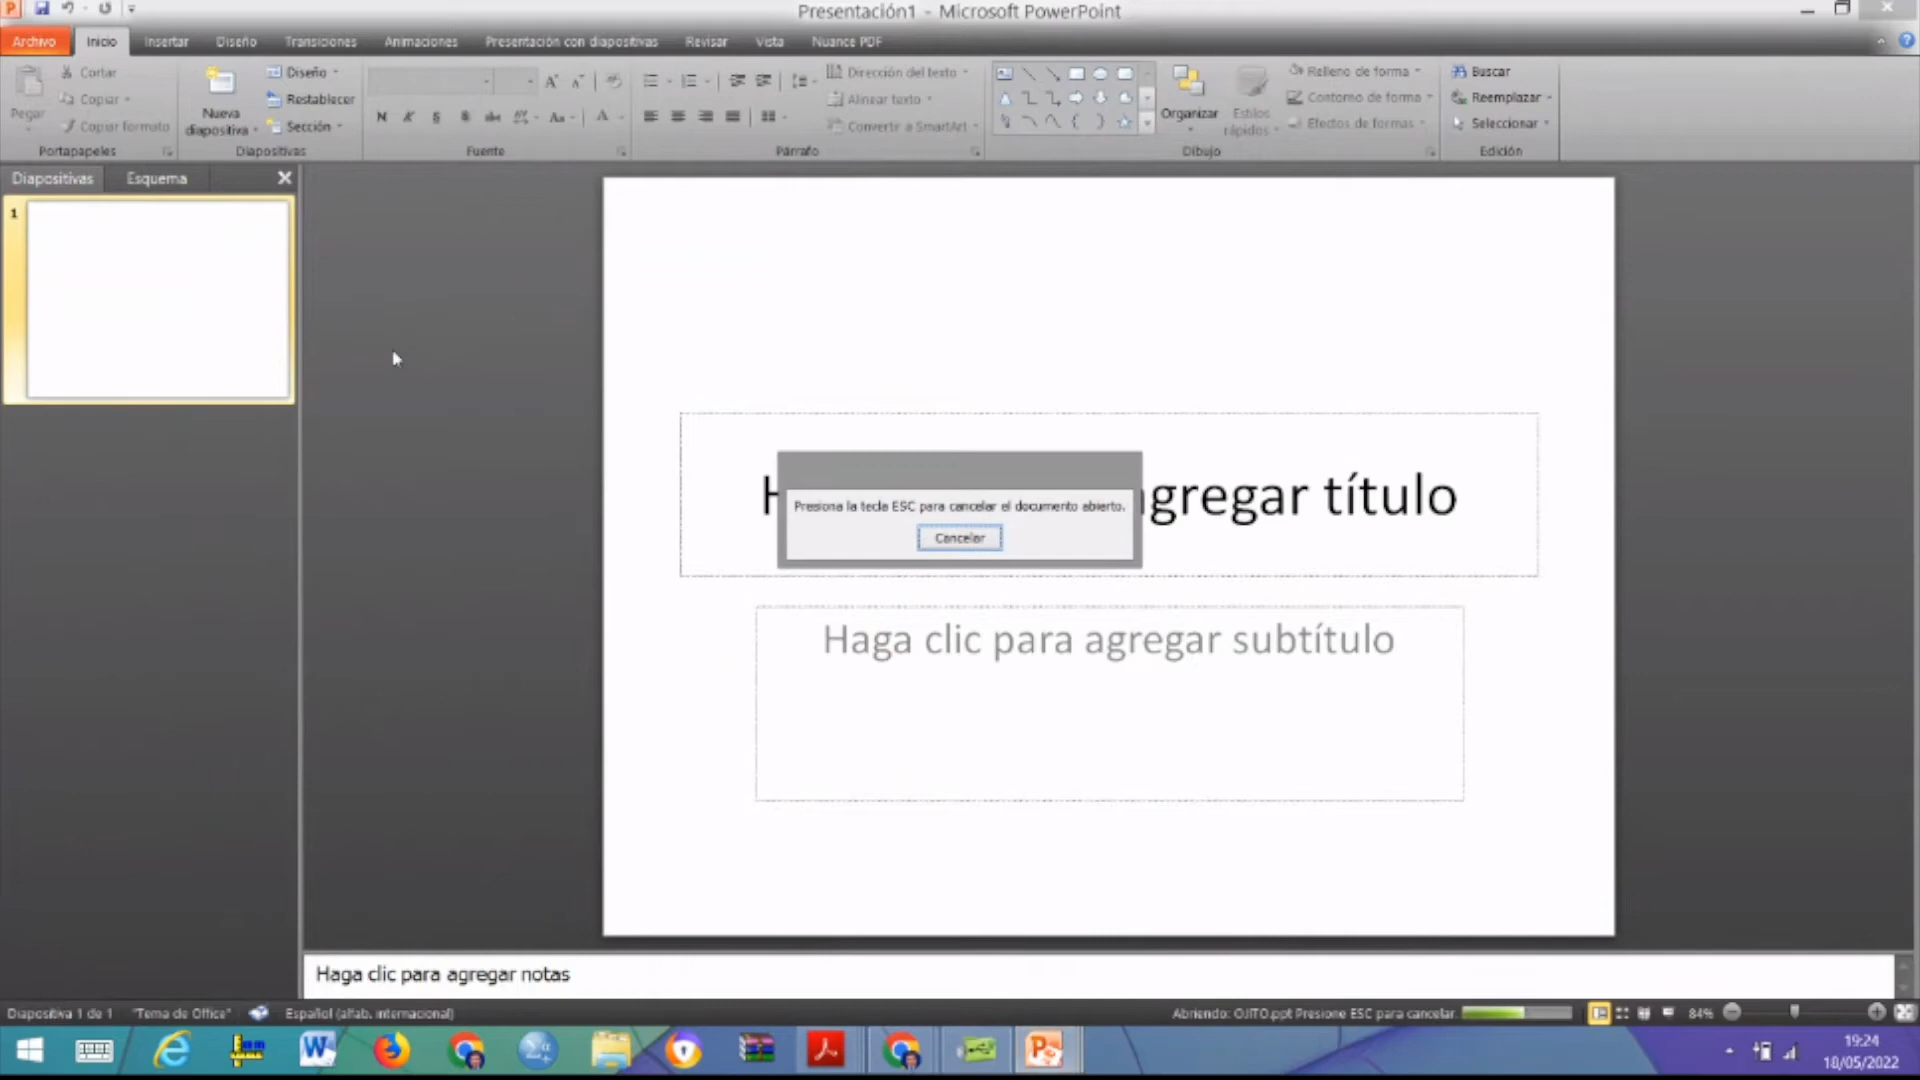 Presentación1 - Microsoft PowerPoint
Archivo Inicio Insertar Diseño Transiciones Animaciones Presentación con diapositivas Revisar Vista Nuance PDF
Pegar
Cortar
Copiar
Copiar formato
Portapapeles
Nueva diapositiva
Diseño
Restablecer
Sección
Diapositivas
N K S S abc AV Aa A
Fuente
Dirección del texto
Alinear texto
Convertir a SmartArt
Párrafo
Organizar
Estilos rápidos
Relleno de forma
Contorno de forma
Efectos de formas
Dibujo
Buscar
Reemplazar
Seleccionar
Edición
Diapositivas Esquema
1
agregar título
Presiona la tecla ESC para cancelar el documento abierto.
Cancelar
Haga clic para agregar subtítulo
Haga clic para agregar notas
Diapositiva 1 de 1 "Tema de Office" Español (alfab. internacional) Abriendo: OJITO.ppt Presione ESC para cancelar. 84%
19:24
18/05/2022